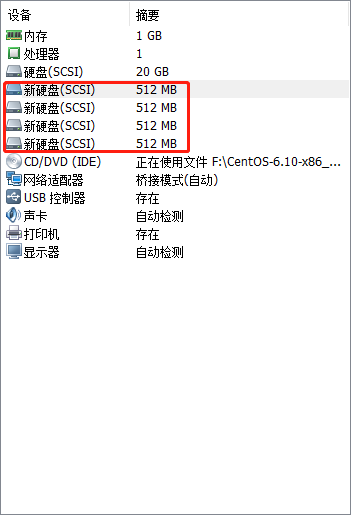 设备 摘要
内存 1 GB
处理器 1
硬盘(SCSI) 20 GB
新硬盘(SCSI) 512 MB
新硬盘(SCSI) 512 MB
新硬盘(SCSI) 512 MB
新硬盘(SCSI) 512 MB
CD/DVD (IDE) 正在使用文件 F:\CentOS-6.10-x86_...
网络适配器 桥接模式(自动)
USB 控制器 存在
声卡 自动检测
打印机 存在
显示器 自动检测